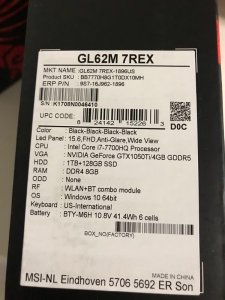 GL62M 7REX
MKT NAME :GL62M 7REX-1896US
Product SKU :BB7770H8G1T0DX10MH
ERP P/N : 9S7-16J962-1896
S/N: K1708N0046410
UPC CODE
8 24142 15226 3
D0C
Color : Black-Black-Black-Black
Led Panel : 15.6,FHD,Anti-Glare,Wide View
CPU : Intel Core i7-7700HQ Processor
VGA : NVIDIA GeForce GTX1050Ti/4GB GDDR5
HDD : 1TB+128GB SSD
RAM : DDR4 8GB
ODD : None
RF : WLAN+BT combo module
OS : Windows 10 64bit
Keyboard : US-International
Battery : BTY-M6H 10.8V 41.4Wh 6 cells
BOX_NO(FACTORY)
MADE IN CHINA
MSI-NL Eindhoven 5706 5692 ER Son